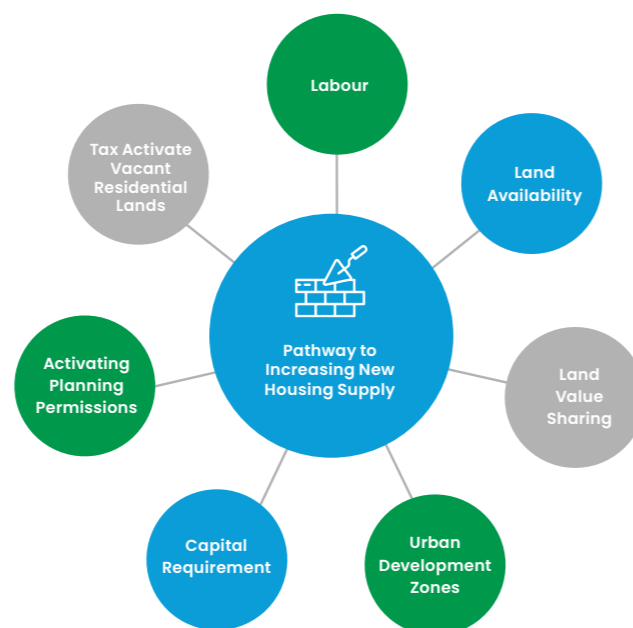 Labour
Land
Availability
Land
Value
Sharing
Urban
Development
Zones
Capital
Requirement
Activating
Planning
Permissions
Tax Activate
Vacant
Residential
Lands
Pathway to
Increasing New
Housing Supply